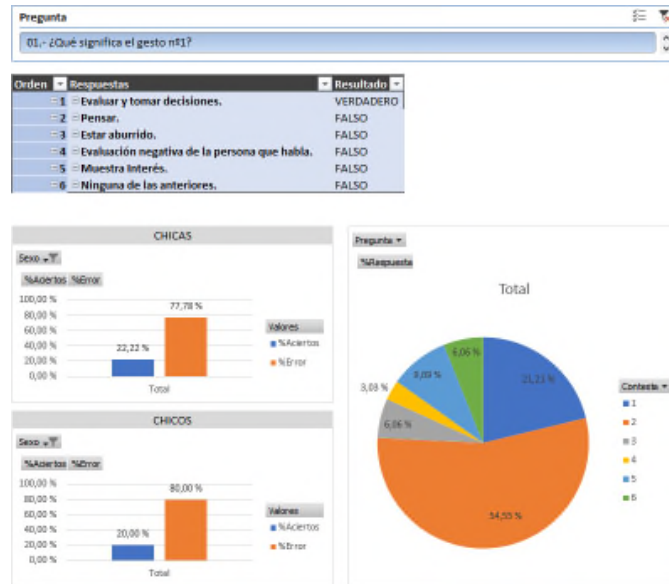 Pregunta
01.- ¿Qué significa el gesto nº1?
Orden Respuestas Resultado
1 Evaluar y tomar decisiones. VERDADERO
2 Pensar. FALSO
3 Estar aburrido. FALSO
4 Evaluación negativa de la persona que habla. FALSO
5 Muestra Interés. FALSO
6 Ninguna de las anteriores. FALSO
CHICAS
Sexo
%Aciertos %Error
100,00 %
80,00 %
60,00 %
40,00 %
20,00 %
0,00 %
22,22 %
77,78 %
Total
Valores
%Aciertos
%Error
CHICOS
Sexo
%Aciertos %Error
100,00 %
80,00 %
60,00 %
40,00 %
20,00 %
0,00 %
20,00 %
80,00 %
Total
Valores
%Aciertos
%Error
Pregunta
%Respuesta
Total
21,21 %
54,55 %
6,06 %
3,03 %
9,09 %
6,06 %
Contesta
1
2
3
4
5
6